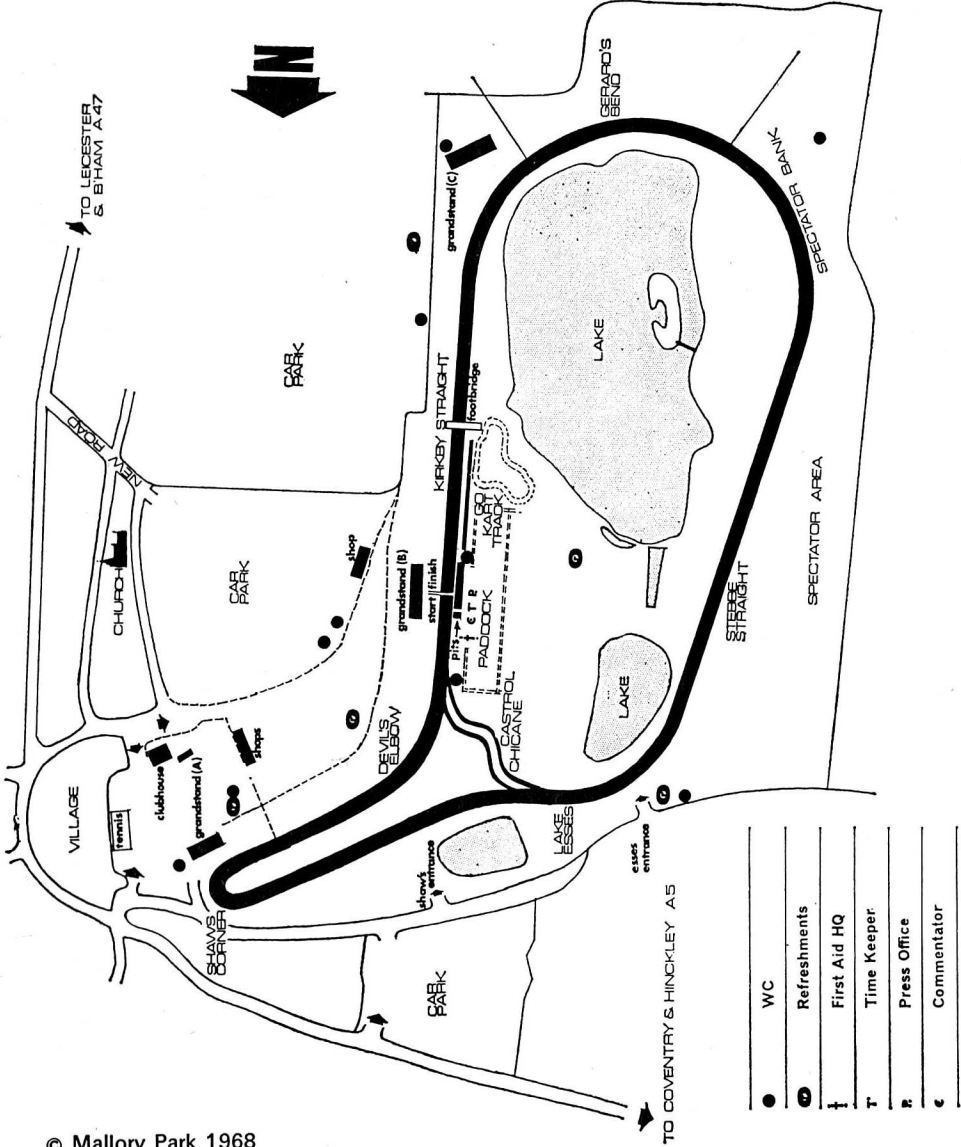 TO LEICESTER
& B'HAM A 47
N
NEW ROAD
CHURCH
CAR
PARK
CAR
PARK
VILLAGE
tennis
clubhouse
grandstand (A)
shops
shop
grandstand (B)
start
finish
grandstand (C)
KIRKBY STRAIGHT
footbridge
GERARD'S
BEND
SPECTATOR BANK
DEVIL'S
ELBOW
pits
† c T P
PADDOCK
GO
KART
TRACK
CASTROL
CHICANE
LAKE
LAKE
STEBBE
STRAIGHT
SPECTATOR AREA
SHAW'S
CORNER
shaw's
entrance
LAKE
ESSES
esses
entrance
CAR
PARK
TO COVENTRY & HINCKLEY A 5
WC
Refreshments
† First Aid HQ
T Time Keeper
P. Press Office
c Commentator
© Mallory Park 1968